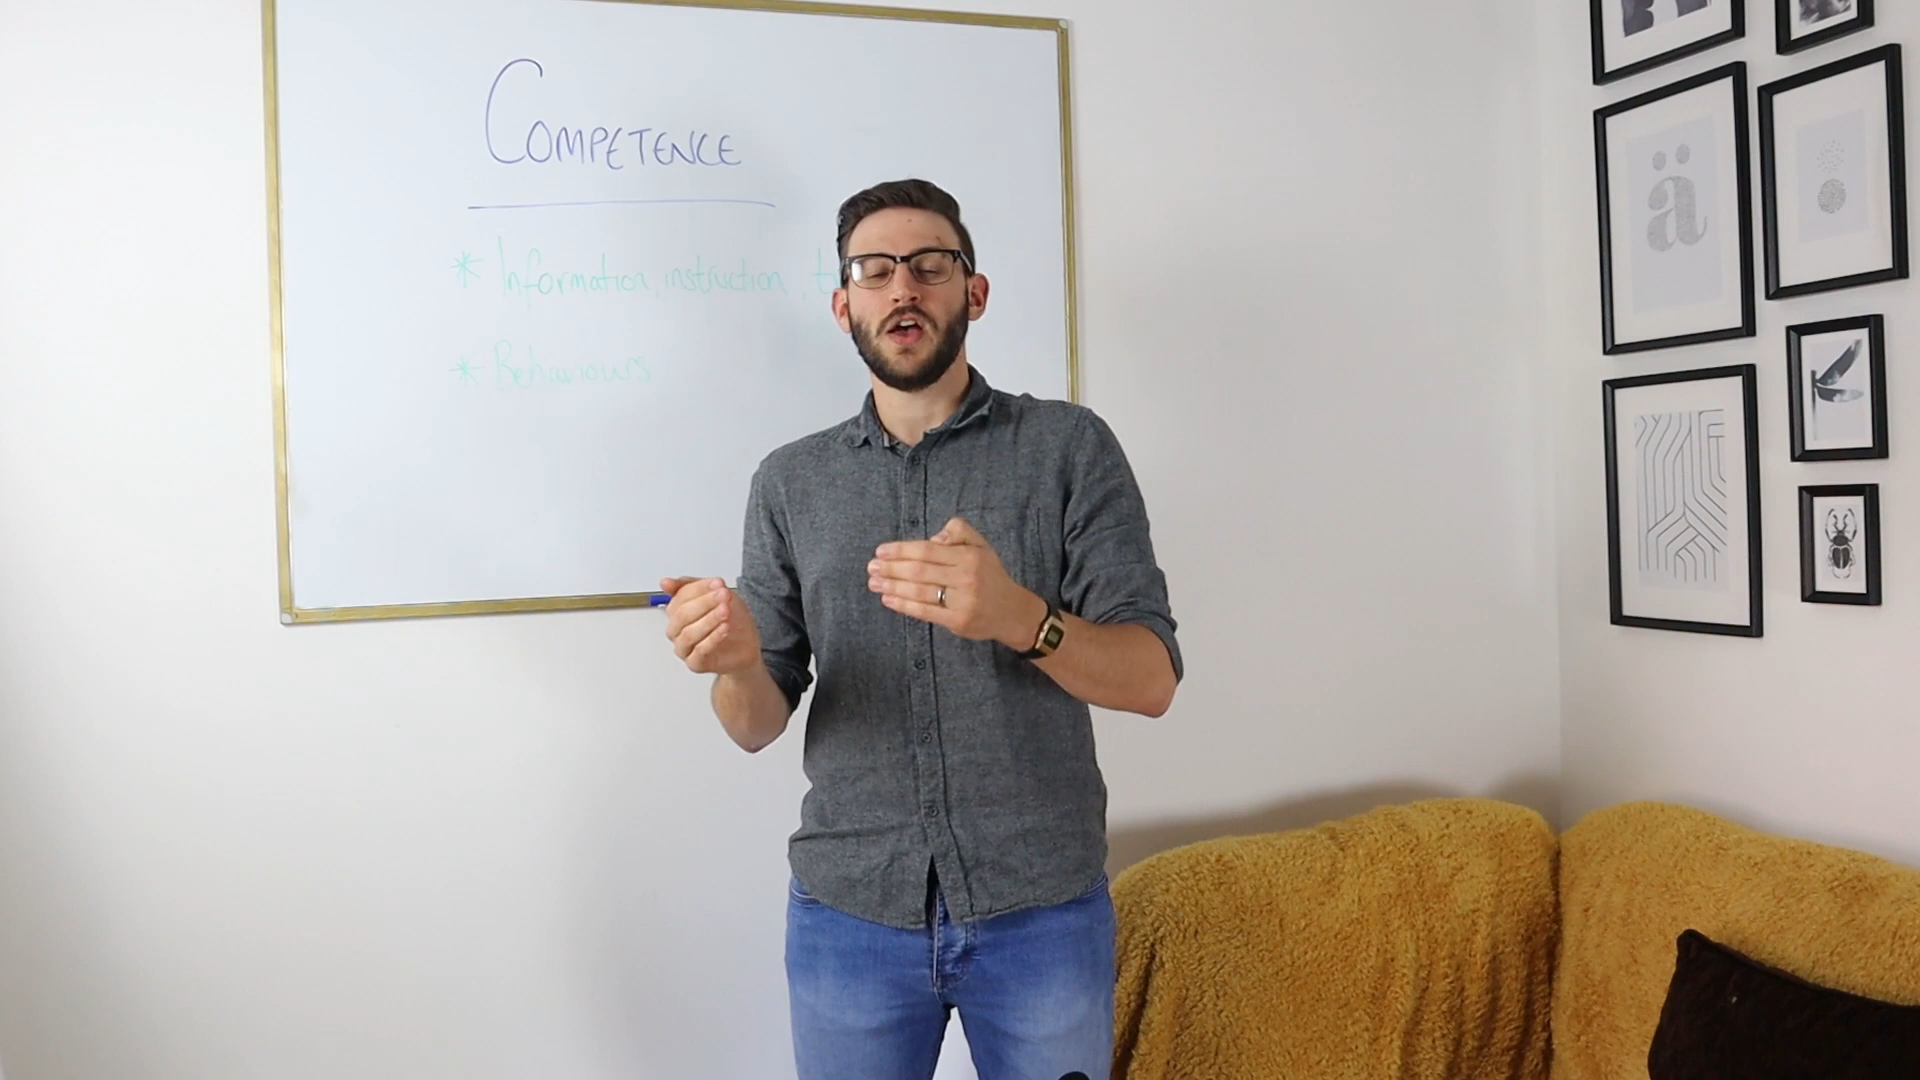 COMPETENCE
* Information, instruction, t
* Behaviours
ä